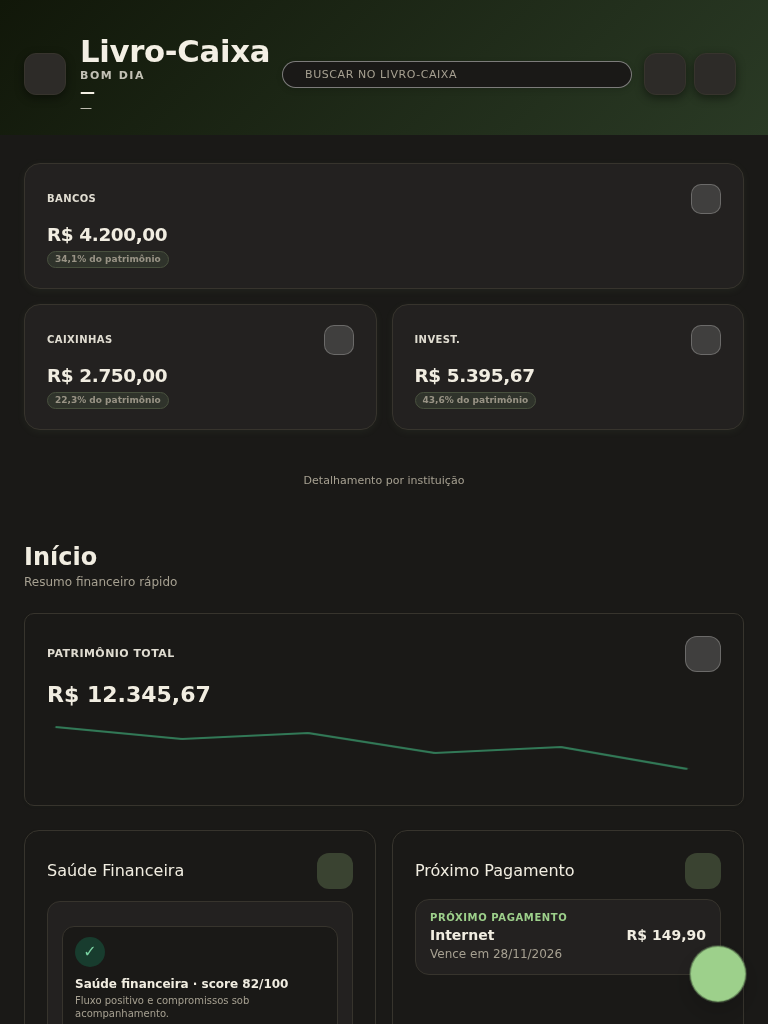 Livro-Caixa
BOM DIA
—
—
BUSCAR NO LIVRO-CAIXA
BANCOS
R$ 4.200,00
34,1% do patrimônio
CAIXINHAS
R$ 2.750,00
22,3% do patrimônio
INVEST.
R$ 5.395,67
43,6% do patrimônio
Detalhamento por instituição
Início
Resumo financeiro rápido
PATRIMÔNIO TOTAL
R$ 12.345,67
Saúde Financeira
✓
Saúde financeira · score 82/100
Fluxo positivo e compromissos sob
acompanhamento.
Próximo Pagamento
PRÓXIMO PAGAMENTO
Internet R$ 149,90
Vence em 28/11/2026